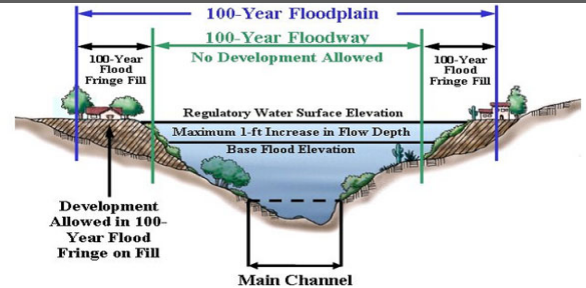 100-Year Floodplain
100-Year Floodway
No Development Allowed
100-Year
Flood
Fringe Fill
100-Year
Flood
Fringe Fill
Regulatory Water Surface Elevation
Maximum 1-ft Increase in Flow Depth
Base Flood Elevation
Development
Allowed in 100-
Year Flood
Fringe on Fill
Main Channel